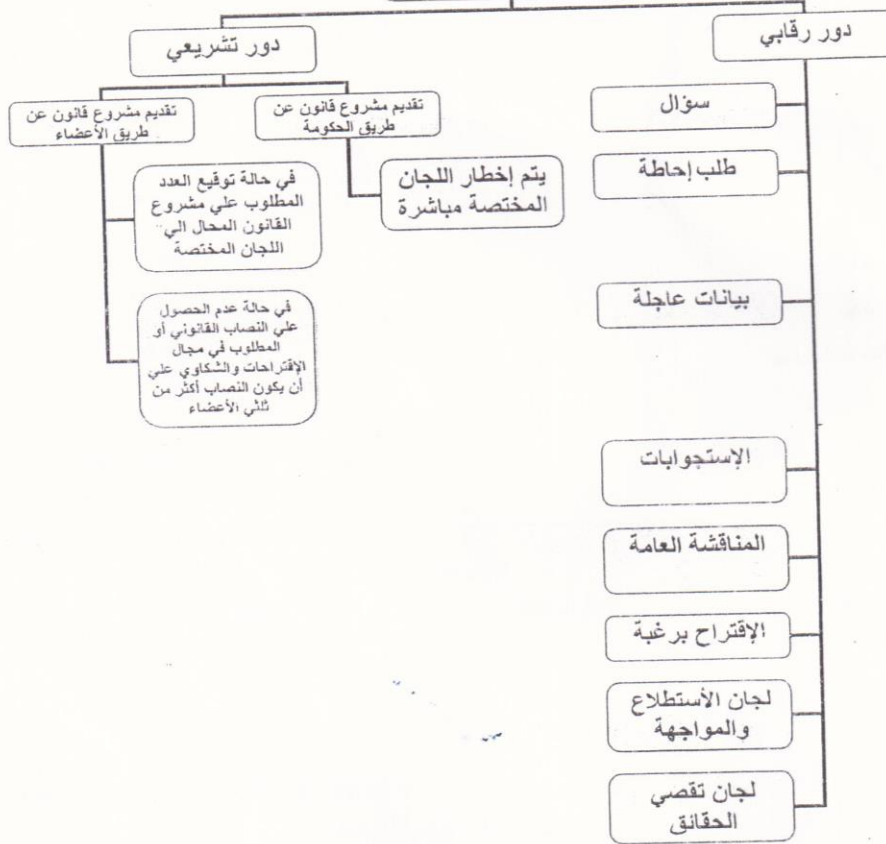 دور رقابي
سؤال
طلب إحاطة
بيانات عاجلة
الإستجوابات
المناقشة العامة
الإقتراح برغبة
لجان الأستطلاع
والمواجهة
لجان تقصي
الحقائق
دور تشريعي
تقديم مشروع قانون عن
طريق الحكومة
يتم إخطار اللجان
المختصة مباشرة
تقديم مشروع قانون عن
طريق الأعضاء
في حالة توقيع العدد
المطلوب علي مشروع
القانون المحال الي
اللجان المختصة
في حالة عدم الحصول
علي النصاب القانوني أو
المطلوب في مجال
الإقتراحات والشكاوي علي
أن يكون النصاب أكثر من
ثلثي الأعضاء